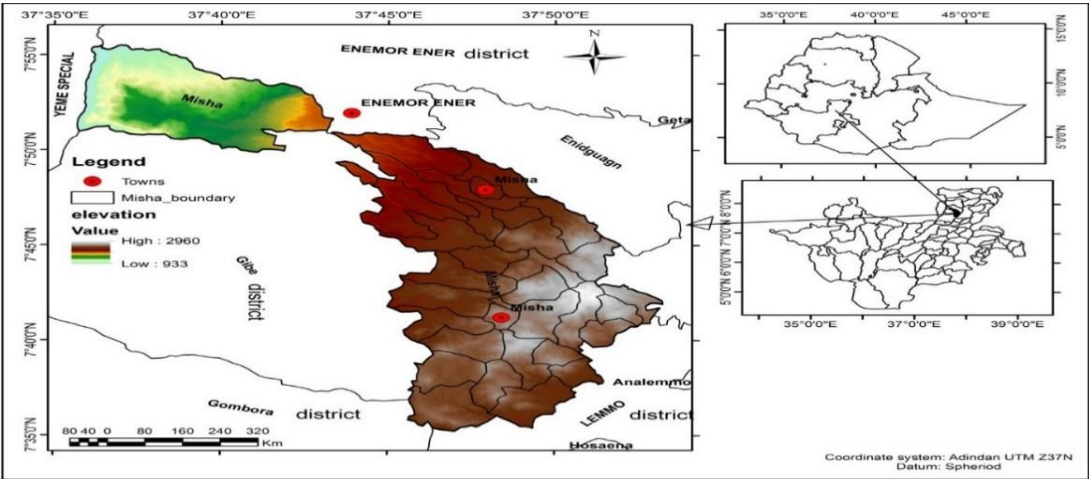 37°35'0"E 37°45'0"E 37°50'0"E
7°55'0"N
7°50'0"N
7°45'0"N
7°40'0"N
7°35'0"N
ENEMOR ENER district
N
YEME SPECIAL
Misha
ENEMOR ENER
Geta
Enidguagn
Legend
Towns
Misha_boundary
elevation
Value
High : 2960
Low : 933
Misha
Gibe district
Misha
Misha
Analemmo
Gombora district
LEMMO district
Hosaena
80 40 0 80 160 240 320
Km
35°0'0"E 40°0'0"E 45°0'0"E
15°0'0"N
10°0'0"N
5°0'0"N
5°0'0"N 6°0'0"N 7°0'0"N 8°0'0"N
35°0'0"E 37°0'0"E 39°0'0"E
Coordinate system: Adindan UTM Z37N
Datum: Spheriod